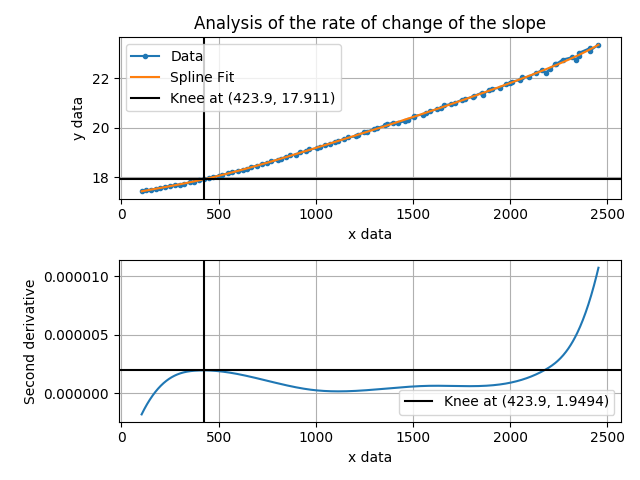 Analysis of the rate of change of the slope
Data
Spline Fit
Knee at (423.9, 17.911)
y data
22
20
18
0 500 1000 1500 2000 2500
x data
Second derivative
0.000010
0.000005
0.000000
Knee at (423.9, 1.9494)
0 500 1000 1500 2000 2500
x data